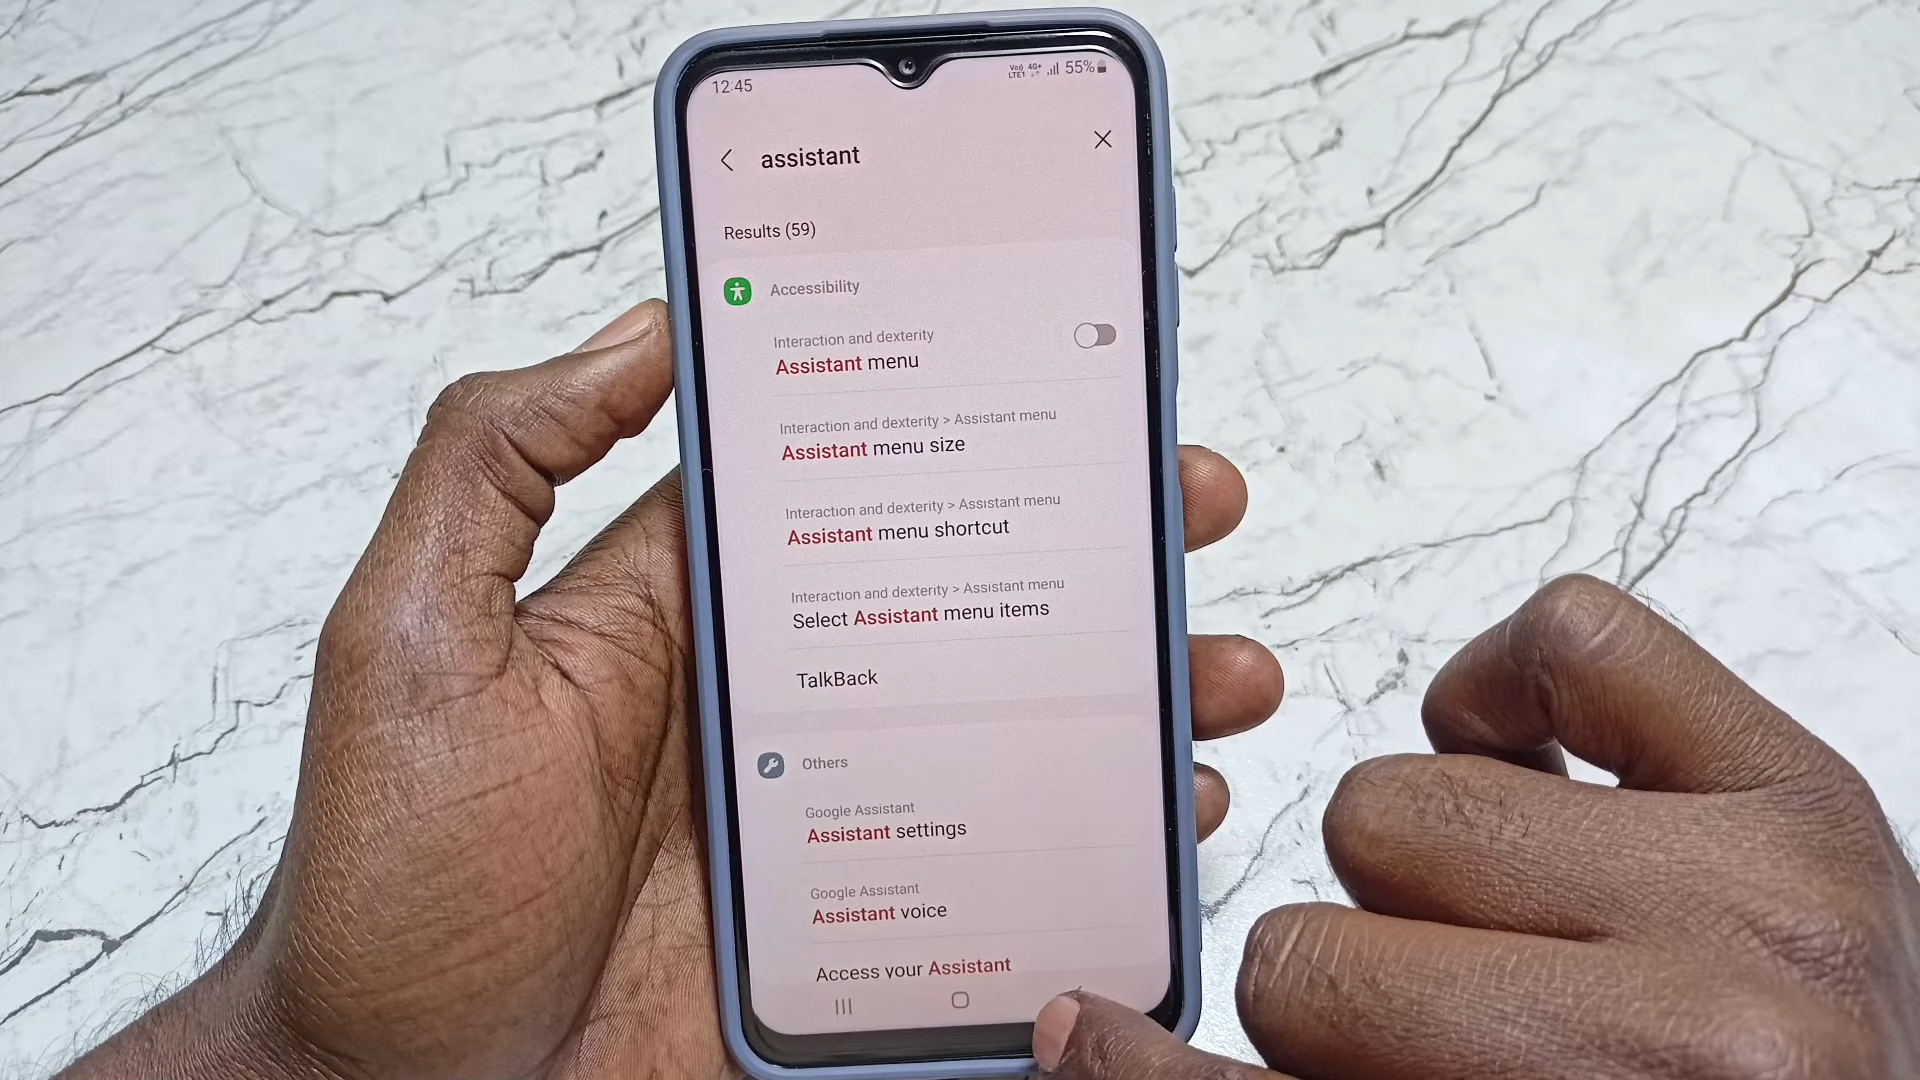 12:45
Vo)) 4G+
LTE1
55%
assistant
Results (59)
Accessibility
Interaction and dexterity
Assistant menu
Interaction and dexterity > Assistant menu
Assistant menu size
Interaction and dexterity > Assistant menu
Assistant menu shortcut
Interaction and dexterity > Assistant menu
Select Assistant menu items
TalkBack
Others
Google Assistant
Assistant settings
Google Assistant
Assistant voice
Access your Assistant